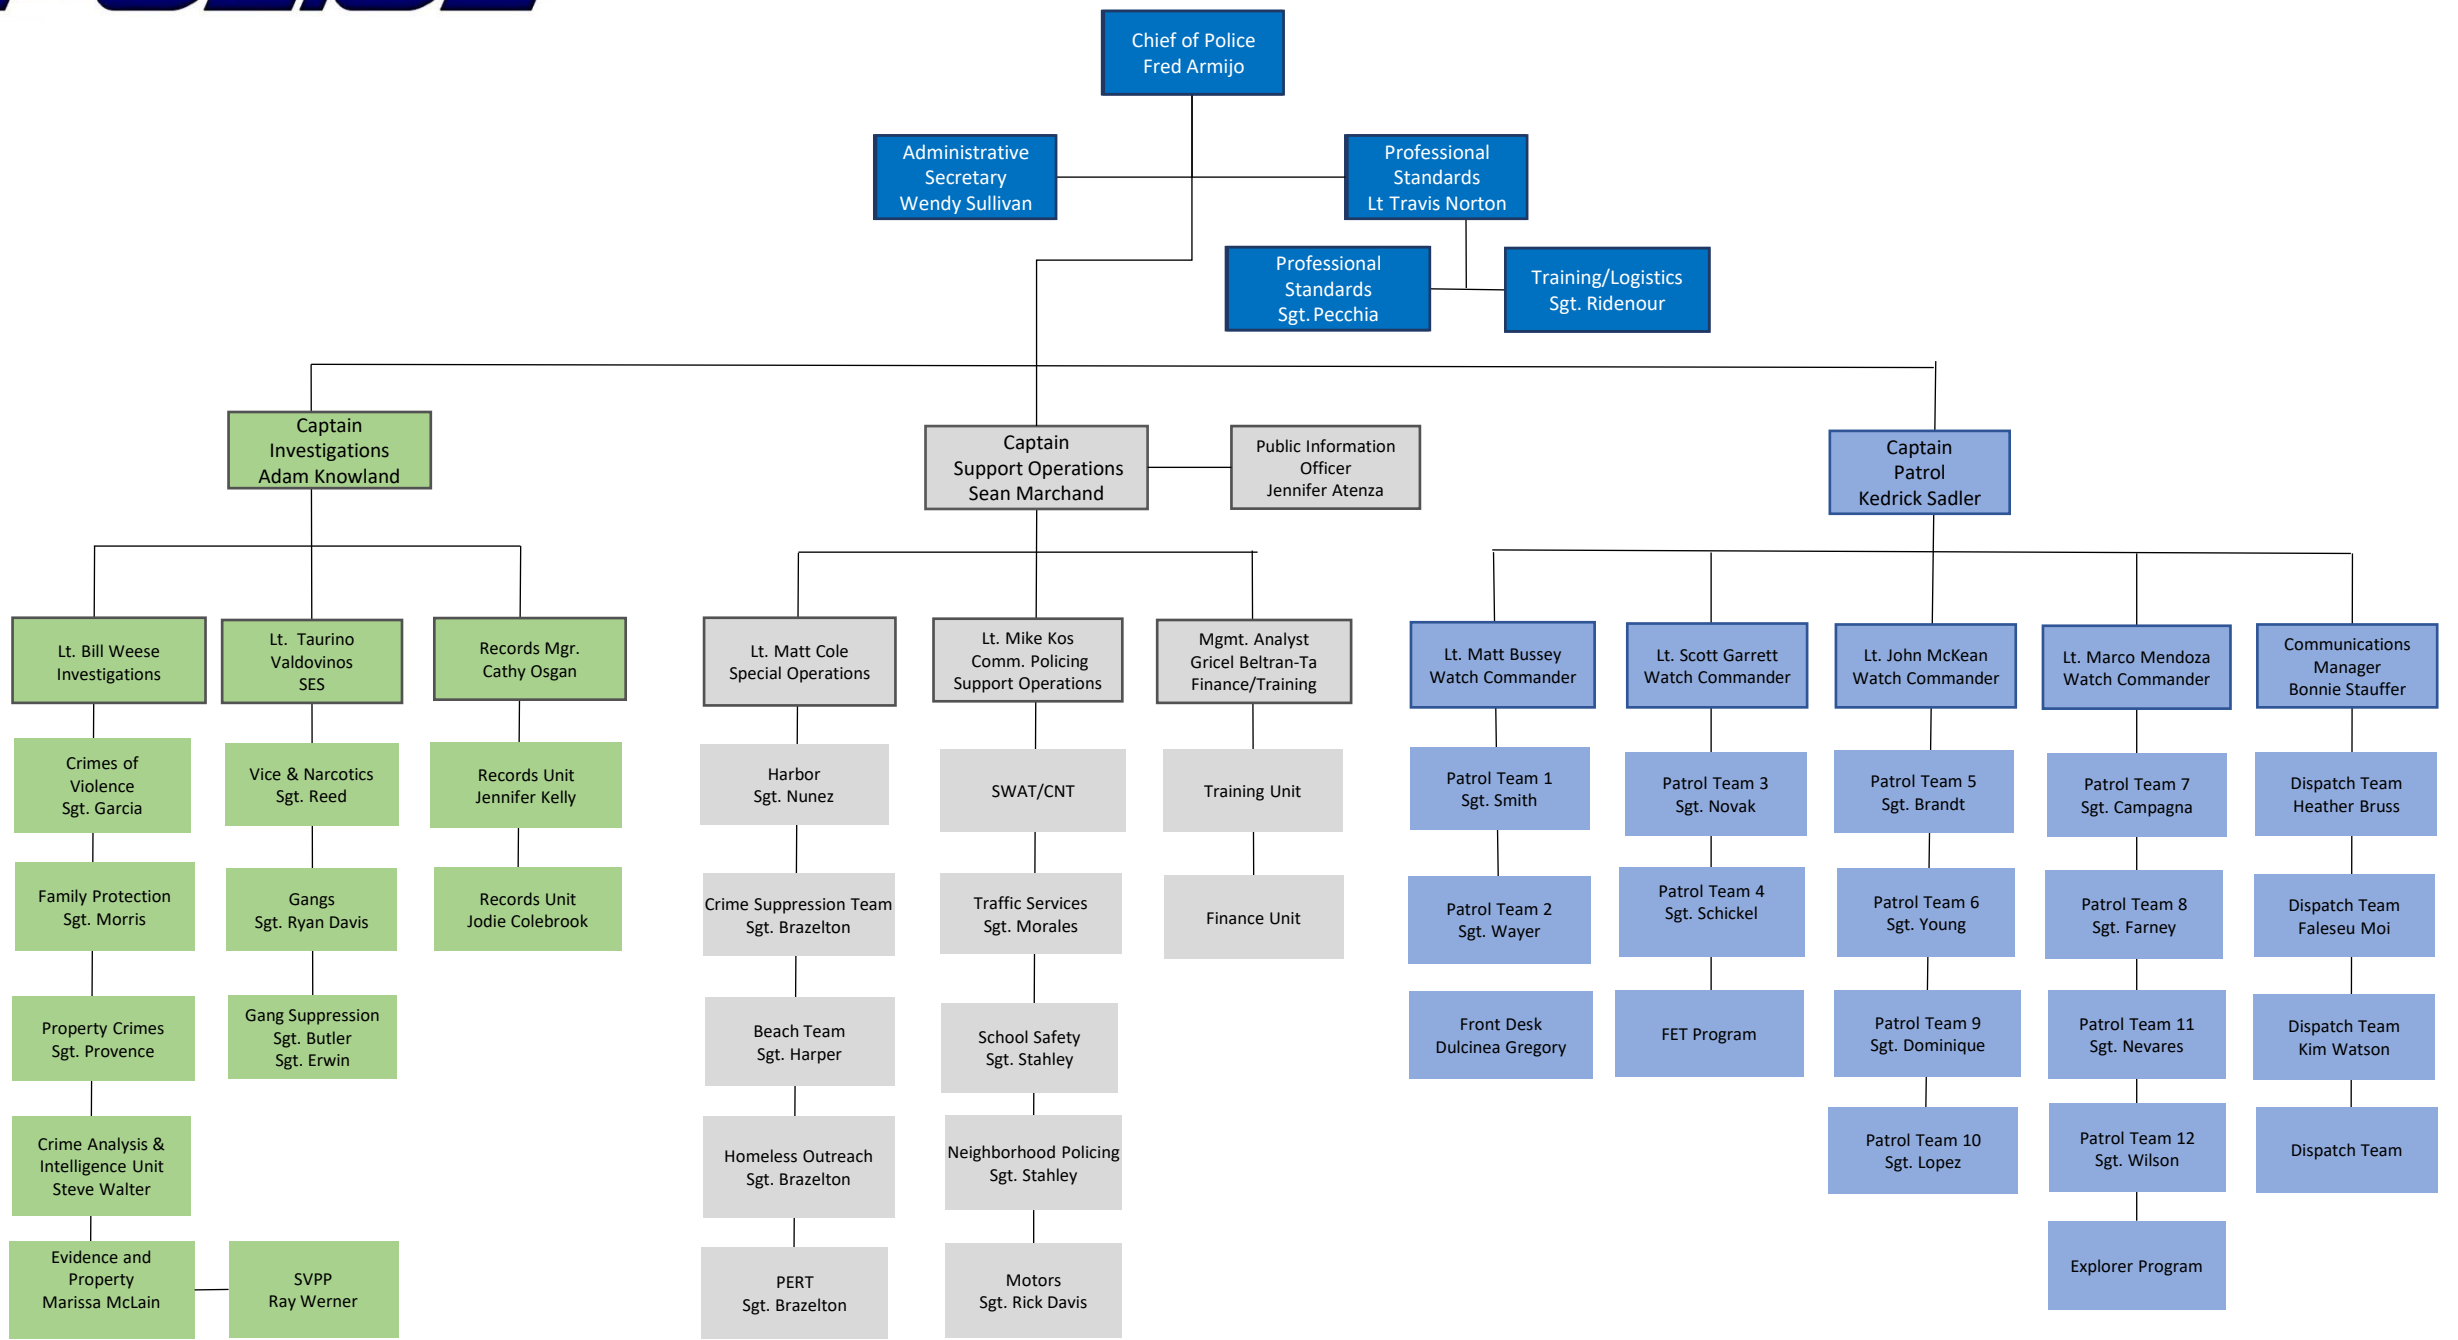 POLICE
Chief of Police
Fred Armijo
Administrative
Secretary
Wendy Sullivan
Professional
Standards
Lt Travis Norton
Professional
Standards
Sgt. Pecchia
Training/Logistics
Sgt. Ridenour
Captain
Investigations
Adam Knowland
Captain
Support Operations
Sean Marchand
Public Information
Officer
Jennifer Atenza
Captain
Patrol
Kedrick Sadler
Lt. Bill Weese
Investigations
Lt. Taurino
Valdovinos
SES
Records Mgr.
Cathy Osgan
Lt. Matt Cole
Special Operations
Lt. Mike Kos
Comm. Policing
Support Operations
Mgmt. Analyst
Gricel Beltran-Ta
Finance/Training
Lt. Matt Bussey
Watch Commander
Lt. Scott Garrett
Watch Commander
Lt. John McKean
Watch Commander
Lt. Marco Mendoza
Watch Commander
Communications
Manager
Bonnie Stauffer
Crimes of
Violence
Sgt. Garcia
Vice & Narcotics
Sgt. Reed
Records Unit
Jennifer Kelly
Harbor
Sgt. Nunez
SWAT/CNT
Training Unit
Patrol Team 1
Sgt. Smith
Patrol Team 3
Sgt. Novak
Patrol Team 5
Sgt. Brandt
Patrol Team 7
Sgt. Campagna
Dispatch Team
Heather Bruss
Family Protection
Sgt. Morris
Gangs
Sgt. Ryan Davis
Records Unit
Jodie Colebrook
Crime Suppression Team
Sgt. Brazelton
Traffic Services
Sgt. Morales
Finance Unit
Patrol Team 2
Sgt. Wayer
Patrol Team 4
Sgt. Schickel
Patrol Team 6
Sgt. Young
Patrol Team 8
Sgt. Farney
Dispatch Team
Faleseu Moi
Property Crimes
Sgt. Provence
Gang Suppression
Sgt. Butler
Sgt. Erwin
Beach Team
Sgt. Harper
School Safety
Sgt. Stahley
Front Desk
Dulcinea Gregory
FET Program
Patrol Team 9
Sgt. Dominique
Patrol Team 11
Sgt. Nevares
Dispatch Team
Kim Watson
Crime Analysis &
Intelligence Unit
Steve Walter
Homeless Outreach
Sgt. Brazelton
Neighborhood Policing
Sgt. Stahley
Patrol Team 10
Sgt. Lopez
Patrol Team 12
Sgt. Wilson
Dispatch Team
Evidence and
Property
Marissa McLain
SVPP
Ray Werner
PERT
Sgt. Brazelton
Motors
Sgt. Rick Davis
Explorer Program